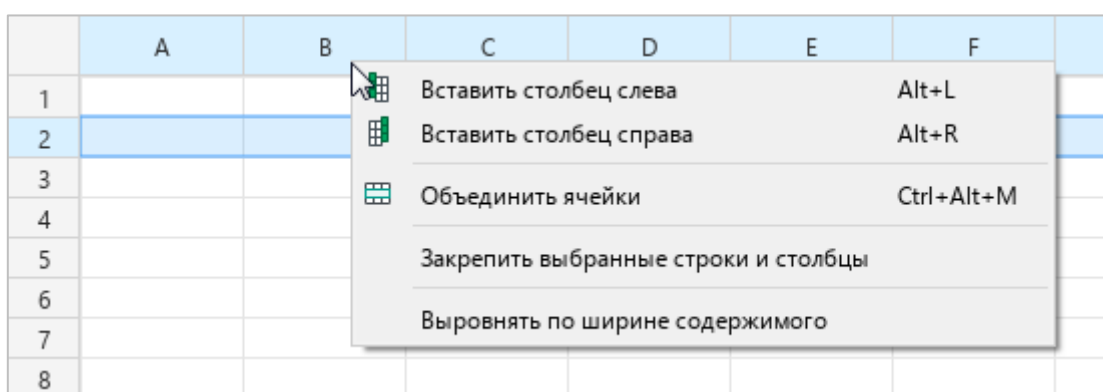 A B C D E F
1
Вставить столбец слева Alt+L
2
Вставить столбец справа Alt+R
3
Объединить ячейки Ctrl+Alt+M
4
5
Закрепить выбранные строки и столбцы
6
7
Выровнять по ширине содержимого
8